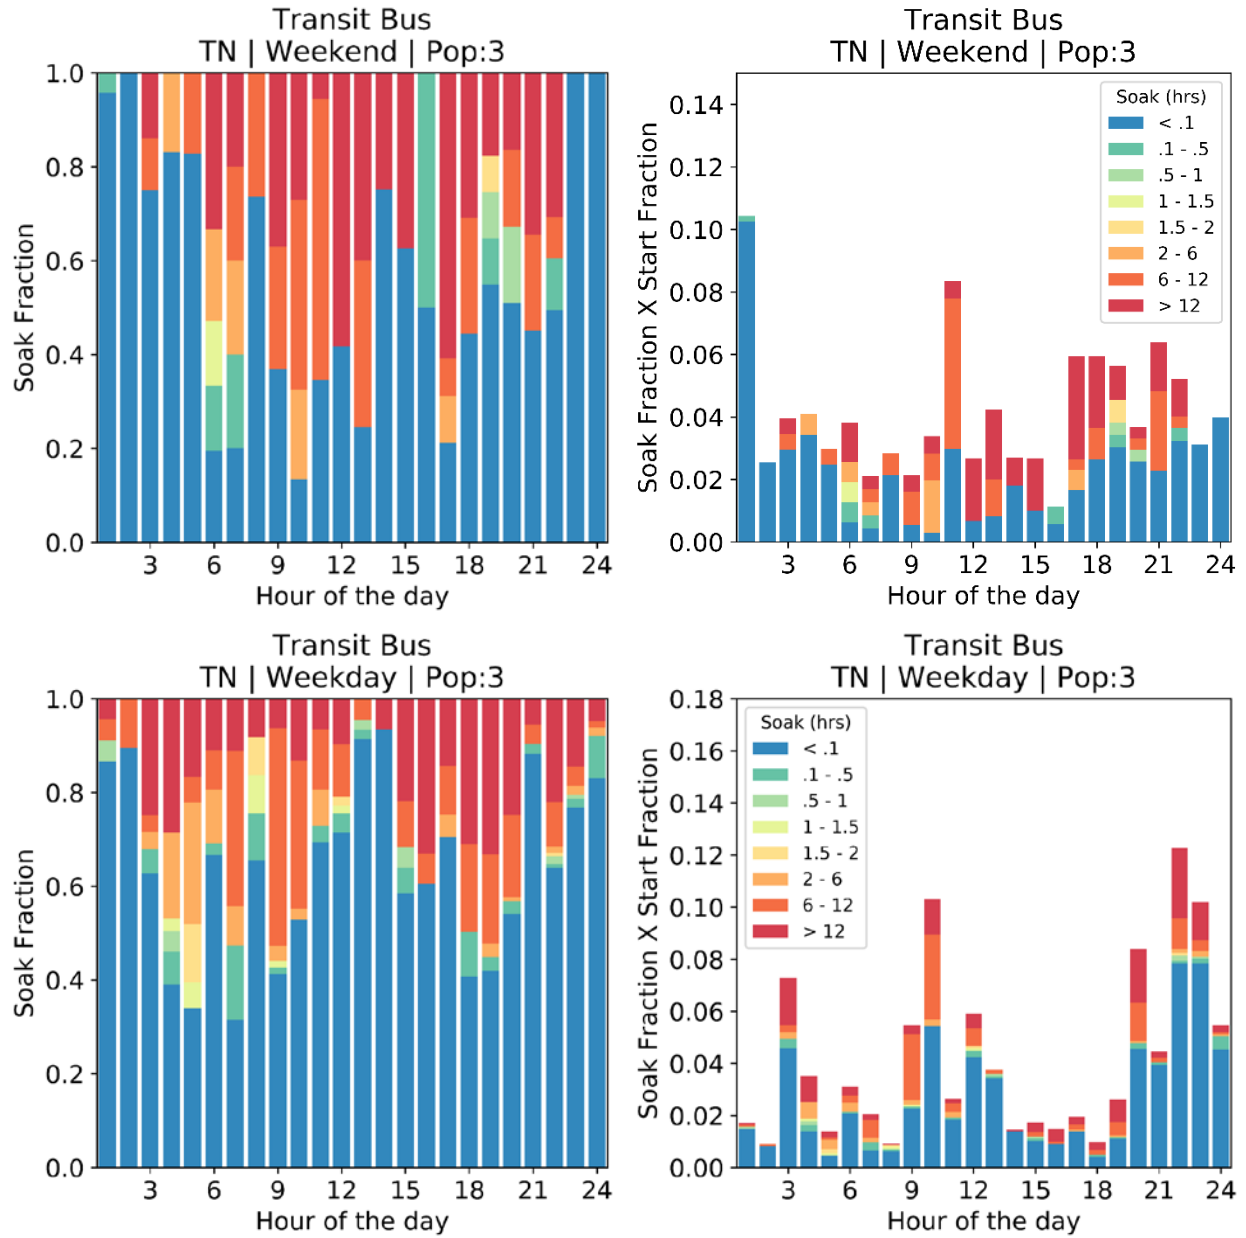 Transit Bus
TN | Weekend | Pop:3
Soak Fraction
1.0
0.8
0.6
0.4
0.2
0.0
3 6 9 12 15 18 21 24
Hour of the day
Transit Bus
TN | Weekend | Pop:3
Soak Fraction X Start Fraction
0.14
0.12
0.10
0.08
0.06
0.04
0.02
0.00
Soak (hrs)
< .1
.1 - .5
.5 - 1
1 - 1.5
1.5 - 2
2 - 6
6 - 12
> 12
3 6 9 12 15 18 21 24
Hour of the day
Transit Bus
TN | Weekday | Pop:3
Soak Fraction
1.0
0.8
0.6
0.4
0.2
0.0
3 6 9 12 15 18 21 24
Hour of the day
Transit Bus
TN | Weekday | Pop:3
Soak Fraction X Start Fraction
0.18
0.16
0.14
0.12
0.10
0.08
0.06
0.04
0.02
0.00
Soak (hrs)
< .1
.1 - .5
.5 - 1
1 - 1.5
1.5 - 2
2 - 6
6 - 12
> 12
3 6 9 12 15 18 21 24
Hour of the day